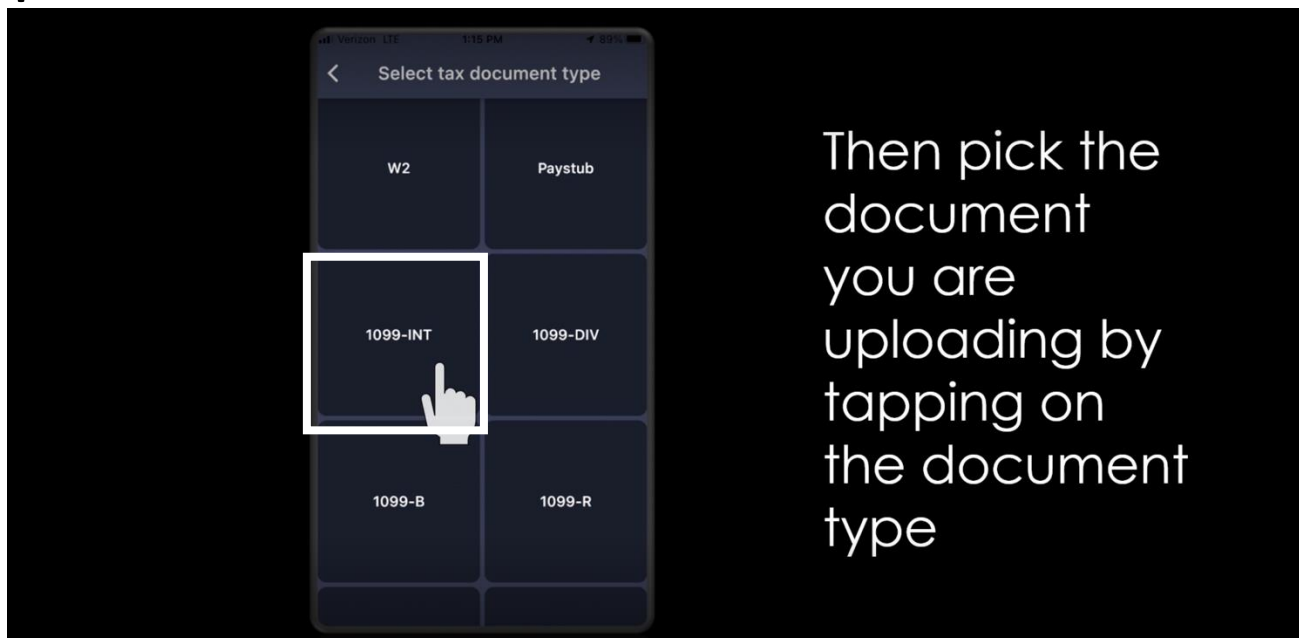 Verizon LTE 1:15 PM 89%
Select tax document type
W2 Paystub
1099-INT 1099-DIV
1099-B 1099-R
Then pick the
document
you are
uploading by
tapping on
the document
type